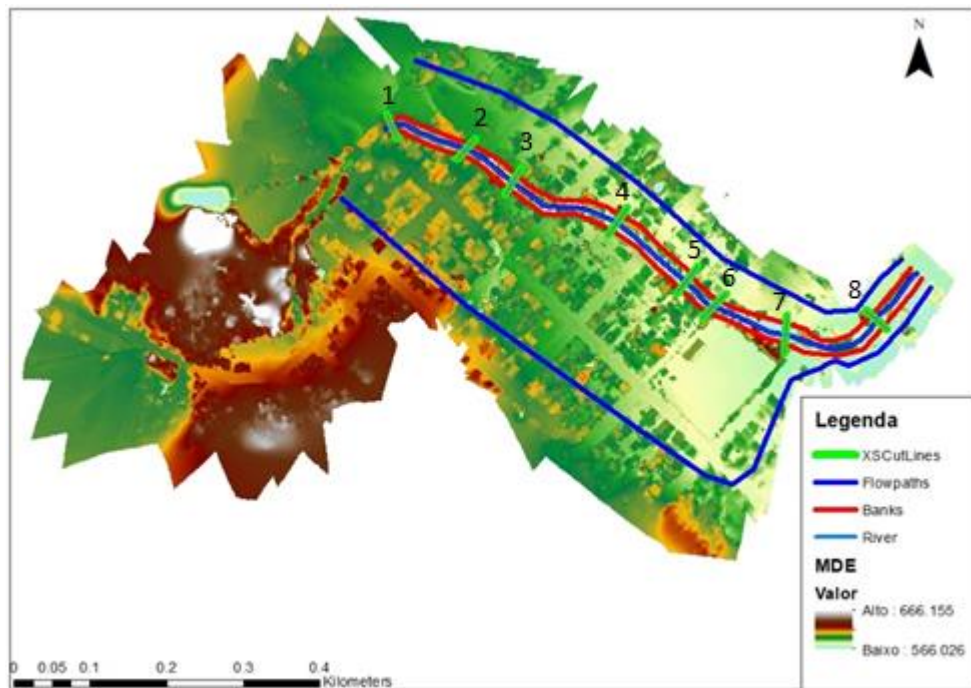 N
1
2
3
4
5
6
7
8
Legenda
XSCutLines
Flowpaths
Banks
River
MDE
Valor
Alto : 666.155
Baixo : 566.026
0 0.05 0.1 0.2 0.3 0.4
Kilometers